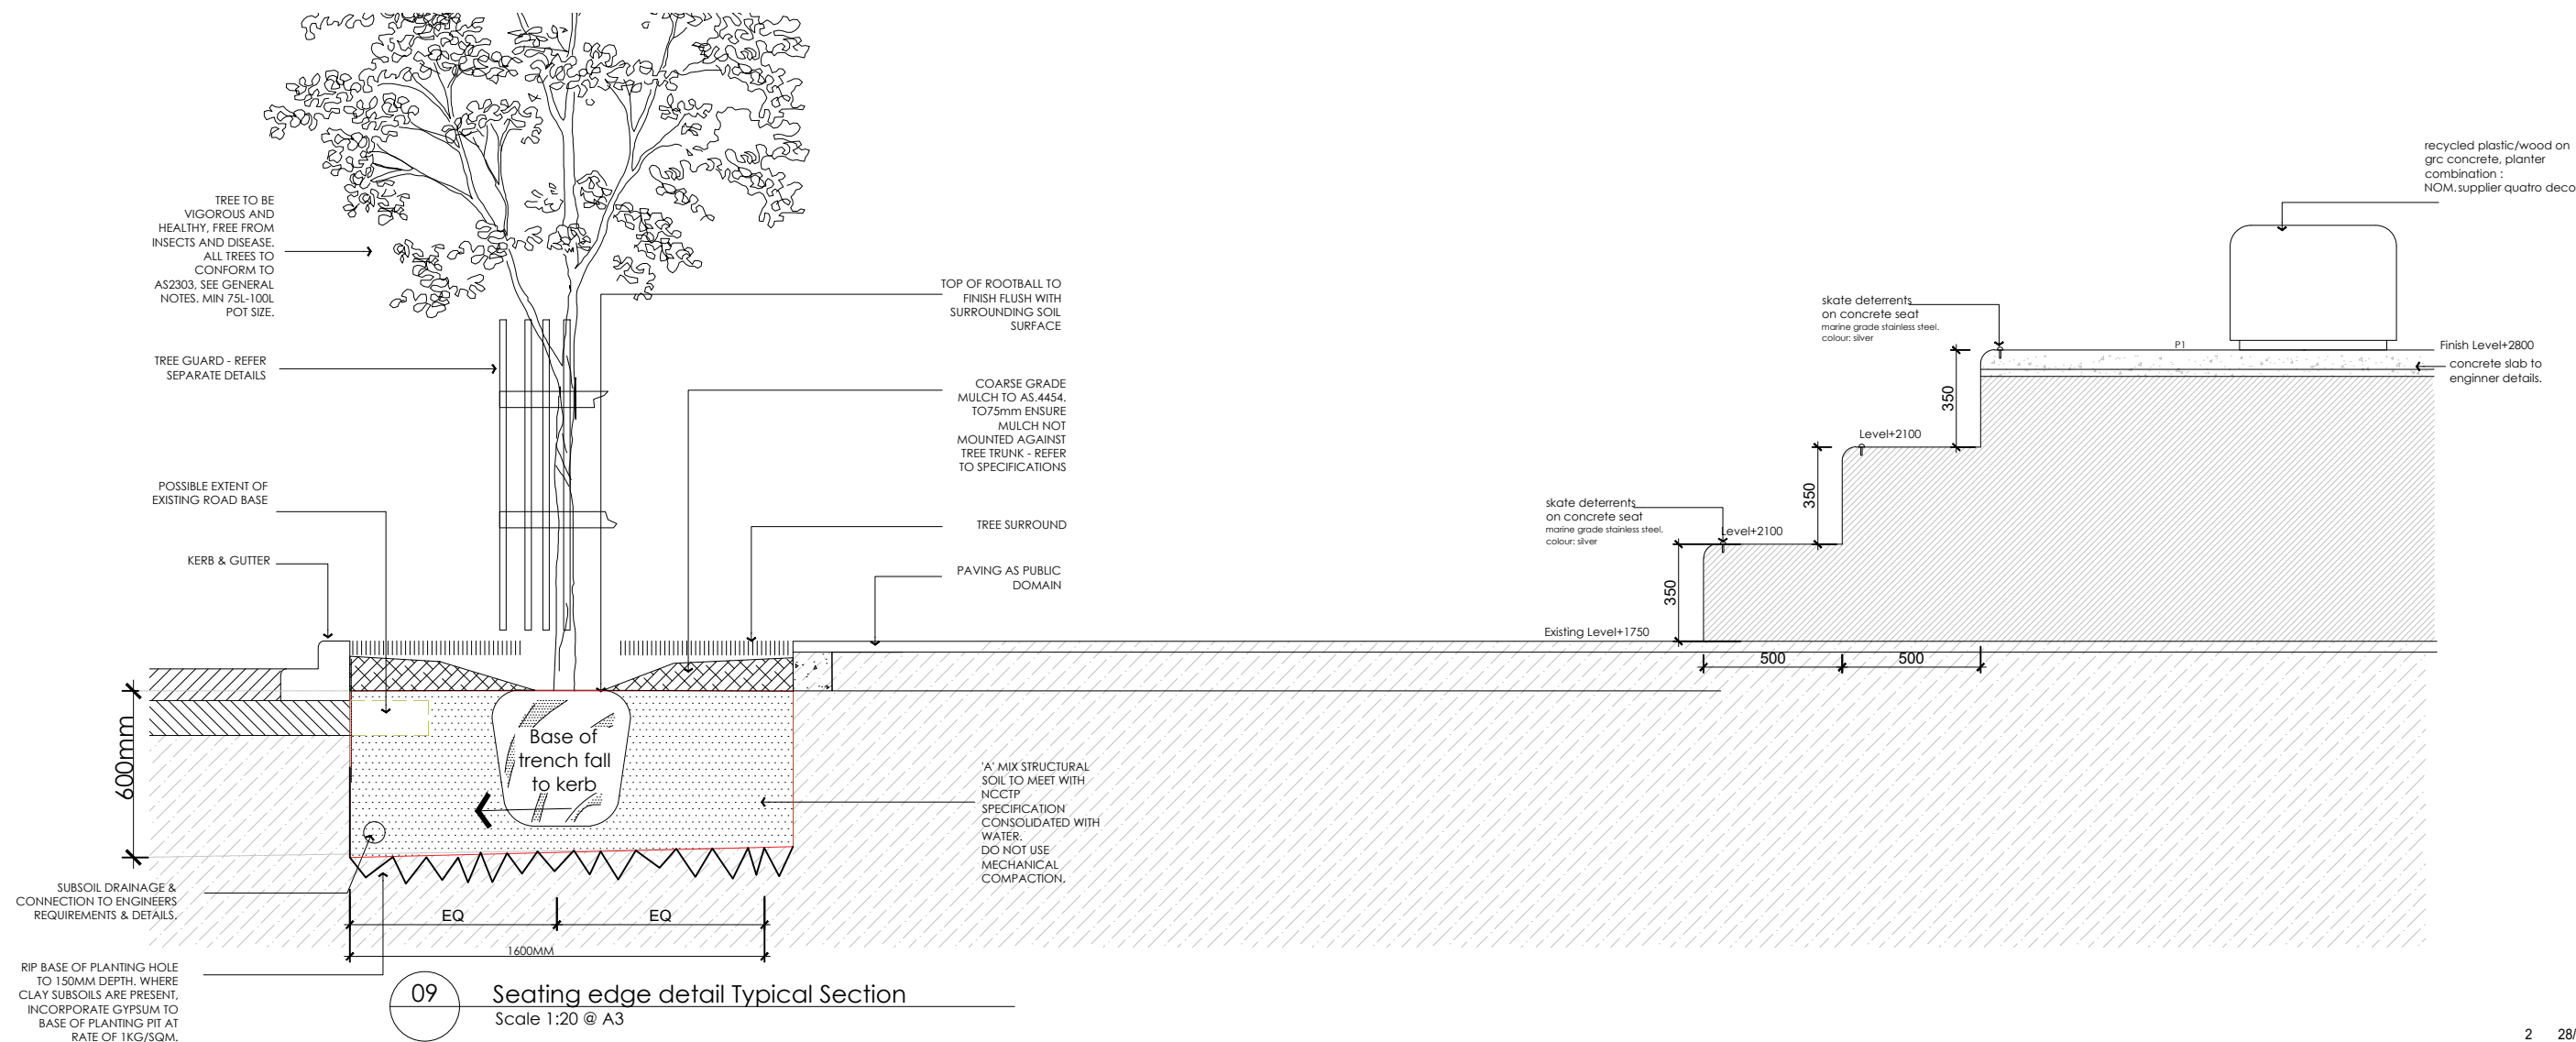 TREE TO BE
VIGOROUS AND
HEALTHY, FREE FROM
INSECTS AND DISEASE.
ALL TREES TO
CONFORM TO
AS2303, SEE GENERAL
NOTES. MIN 75L-100L
POT SIZE.
TREE GUARD - REFER
SEPARATE DETAILS
POSSIBLE EXTENT OF
EXISTING ROAD BASE
KERB & GUTTER
600mm
SUBSOIL DRAINAGE &
CONNECTION TO ENGINEERS
REQUIREMENTS & DETAILS.
RIP BASE OF PLANTING HOLE
TO 150MM DEPTH. WHERE
CLAY SUBSOILS ARE PRESENT,
INCORPORATE GYPSUM TO
BASE OF PLANTING PIT AT
RATE OF 1KG/SQM.
TOP OF ROOTBALL TO
FINISH FLUSH WITH
SURROUNDING SOIL
SURFACE
COARSE GRADE
MULCH TO AS.4454.
TO75mm ENSURE
MULCH NOT
MOUNTED AGAINST
TREE TRUNK - REFER
TO SPECIFICATIONS
TREE SURROUND
PAVING AS PUBLIC
DOMAIN
Base of
trench fall
to kerb
'A' MIX STRUCTURAL
SOIL TO MEET WITH
NCCTP
SPECIFICATION
CONSOLIDATED WITH
WATER.
DO NOT USE
MECHANICAL
COMPACTION.
EQ
EQ
1600MM
09
Seating edge detail Typical Section
Scale 1:20 @ A3
recycled plastic/wood on
grc concrete, planter
combination :
NOM.supplier quatro deco
skate deterrents
on concrete seat
marine grade stainless steel.
colour: silver
P1
Finish Level+2800
concrete slab to
enginner details.
350
Level+2100
350
skate deterrents
on concrete seat
marine grade stainless steel.
colour: silver
Level+2100
350
Existing Level+1750
500
500
2 28/